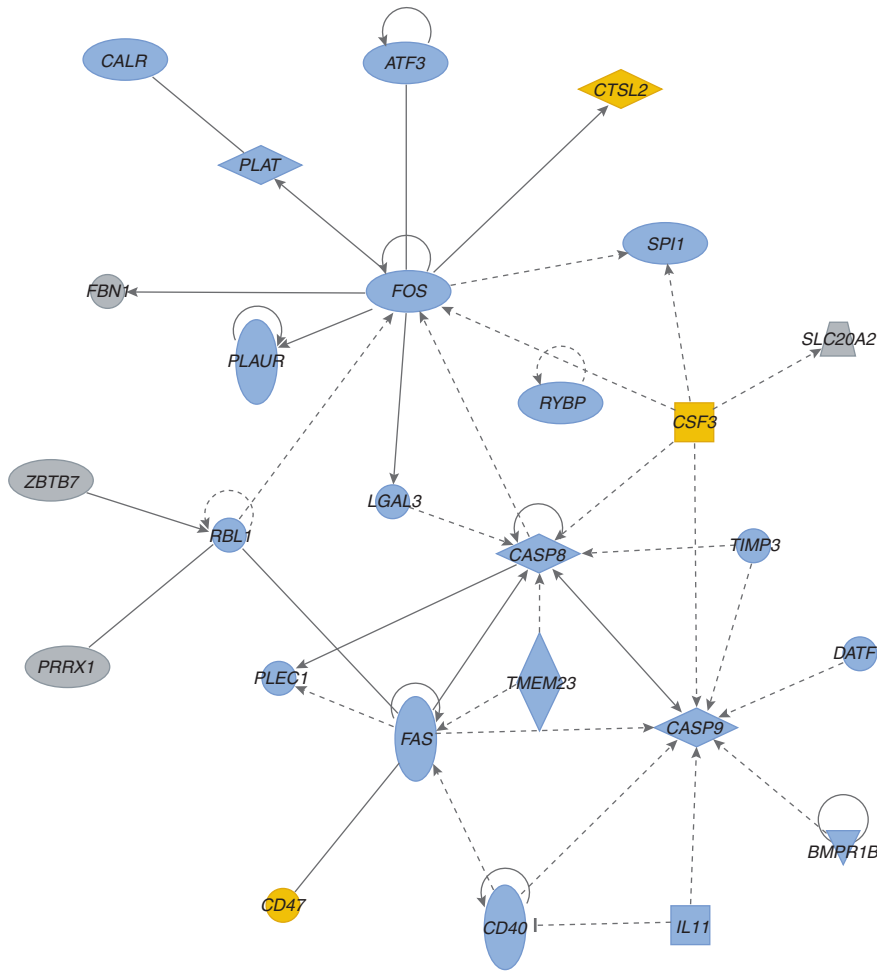 ATF3
CALR
CTSL2
PLAT
SPI1
FOS
FBN1
SLC20A2
PLAUR
RYBP
CSF3
ZBTB7
LGAL3
RBL1
CASP8
TIMP3
DATF
PRRX1
PLEC1
TMEM23
CASP9
FAS
BMPR1B
CD47
CD40
IL11